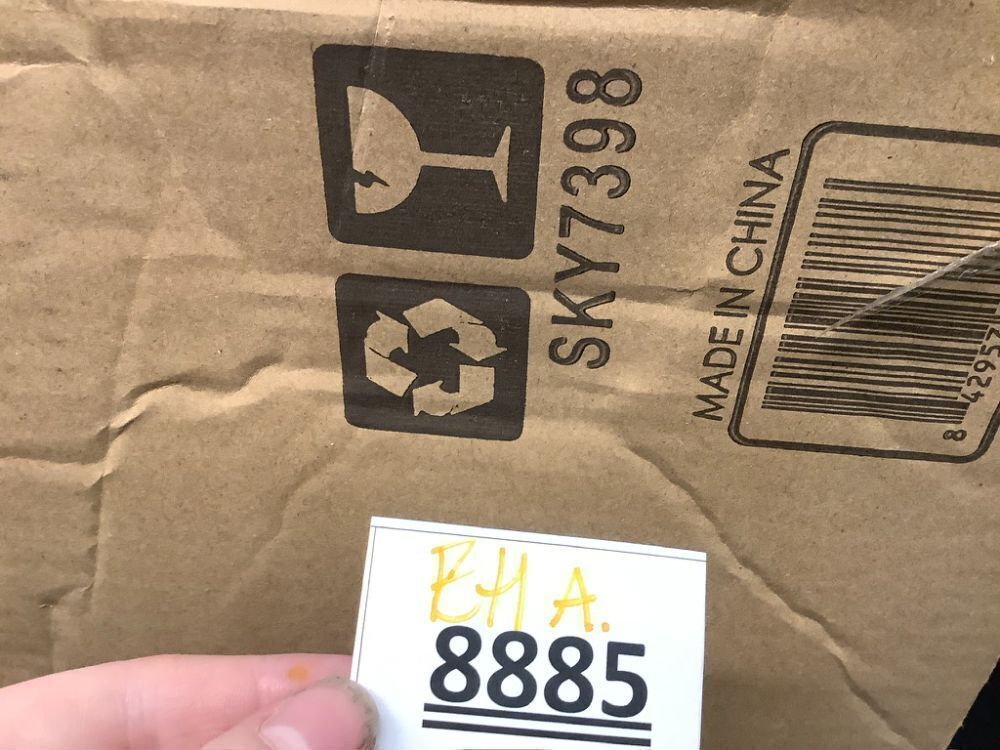 SKY7398
MADE IN CHINA
8 42957
EH A.
8885